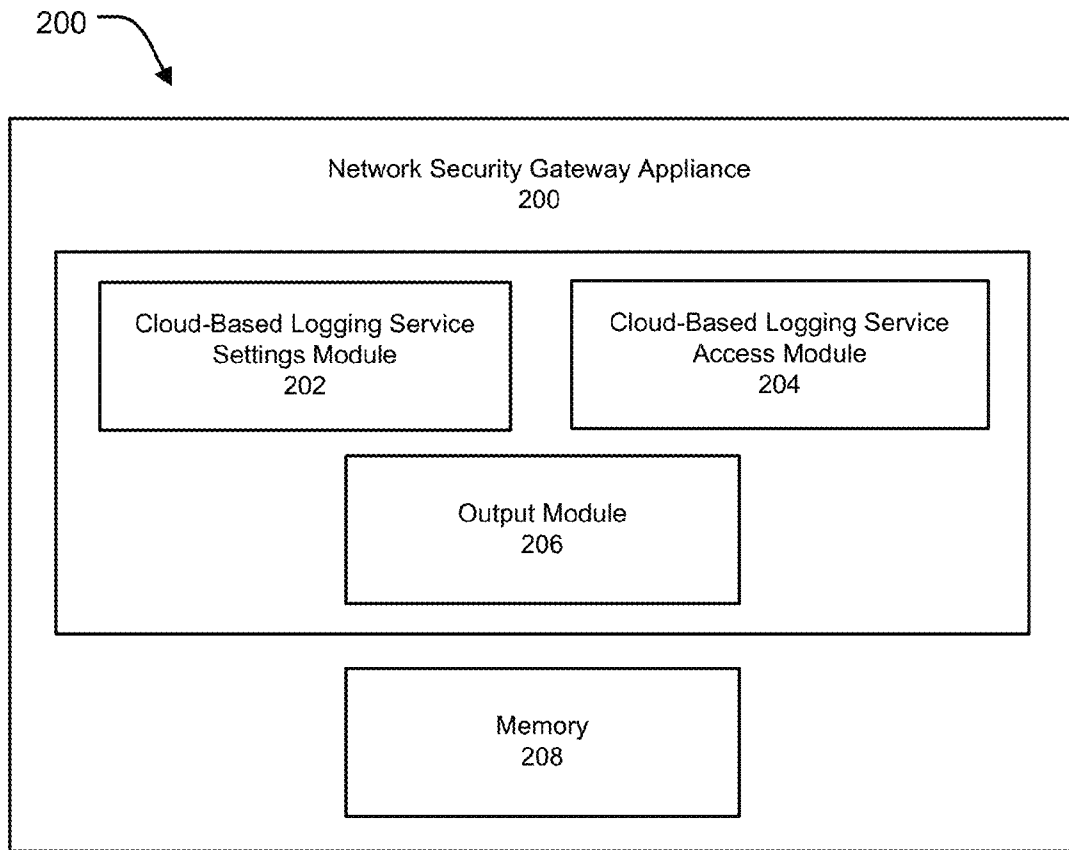 200
Network Security Gateway Appliance
200
Cloud-Based Logging Service
Settings Module
202
Cloud-Based Logging Service
Access Module
204
Output Module
206
Memory
208